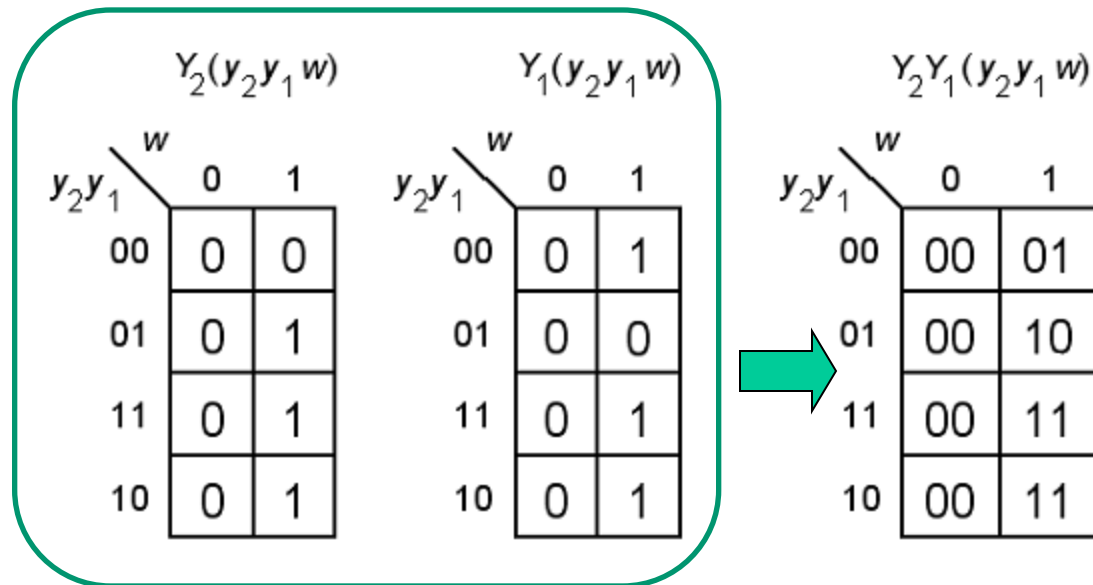 Y₂(y₂y₁w) Y₁(y₂y₁w) Y₂Y₁(y₂y₁w)
w w w
y₂y₁ 0 1 y₂y₁ 0 1 y₂y₁ 0 1
00 0 0 00 0 1 00 00 01
01 0 1 01 0 0 01 00 10
11 0 1 11 0 1 11 00 11
10 0 1 10 0 1 10 00 11